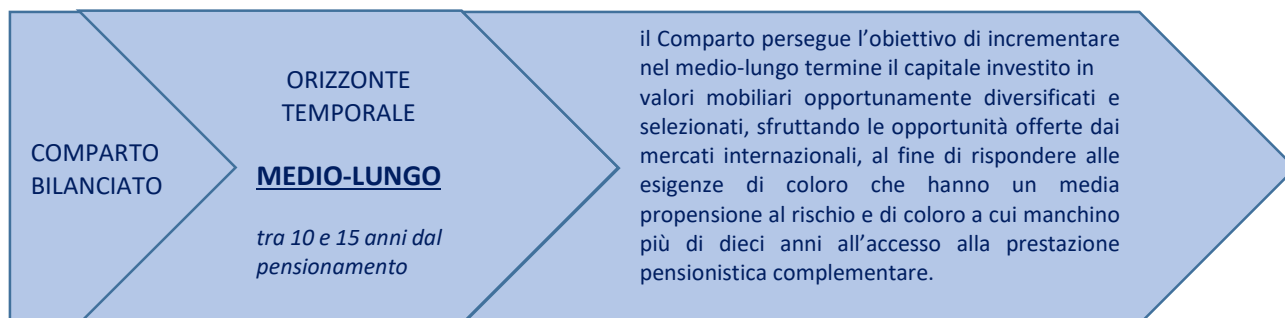 COMPARTO
BILANCIATO
ORIZZONTE
TEMPORALE
MEDIO-LUNGO
tra 10 e 15 anni dal
pensionamento
il Comparto persegue l’obiettivo di incrementare
nel medio-lungo termine il capitale investito in
valori mobiliari opportunamente diversificati e
selezionati, sfruttando le opportunità offerte dai
mercati internazionali, al fine di rispondere alle
esigenze di coloro che hanno un media
propensione al rischio e di coloro a cui manchino
più di dieci anni all’accesso alla prestazione
pensionistica complementare.